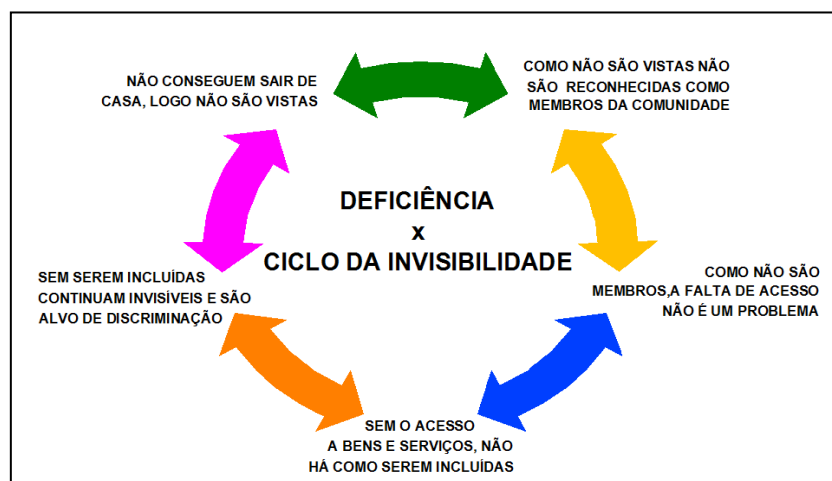 NÃO CONSEGUEM SAIR DE
CASA, LOGO NÃO SÃO VISTAS
COMO NÃO SÃO VISTAS NÃO
SÃO RECONHECIDAS COMO
MEMBROS DA COMUNIDADE
DEFICIÊNCIA
x
CICLO DA INVISIBILIDADE
COMO NÃO SÃO
MEMBROS,A FALTA DE ACESSO
NÃO É UM PROBLEMA
SEM O ACESSO
A BENS E SERVIÇOS, NÃO
HÁ COMO SEREM INCLUÍDAS
SEM SEREM INCLUÍDAS
CONTINUAM INVISÍVEIS E SÃO
ALVO DE DISCRIMINAÇÃO